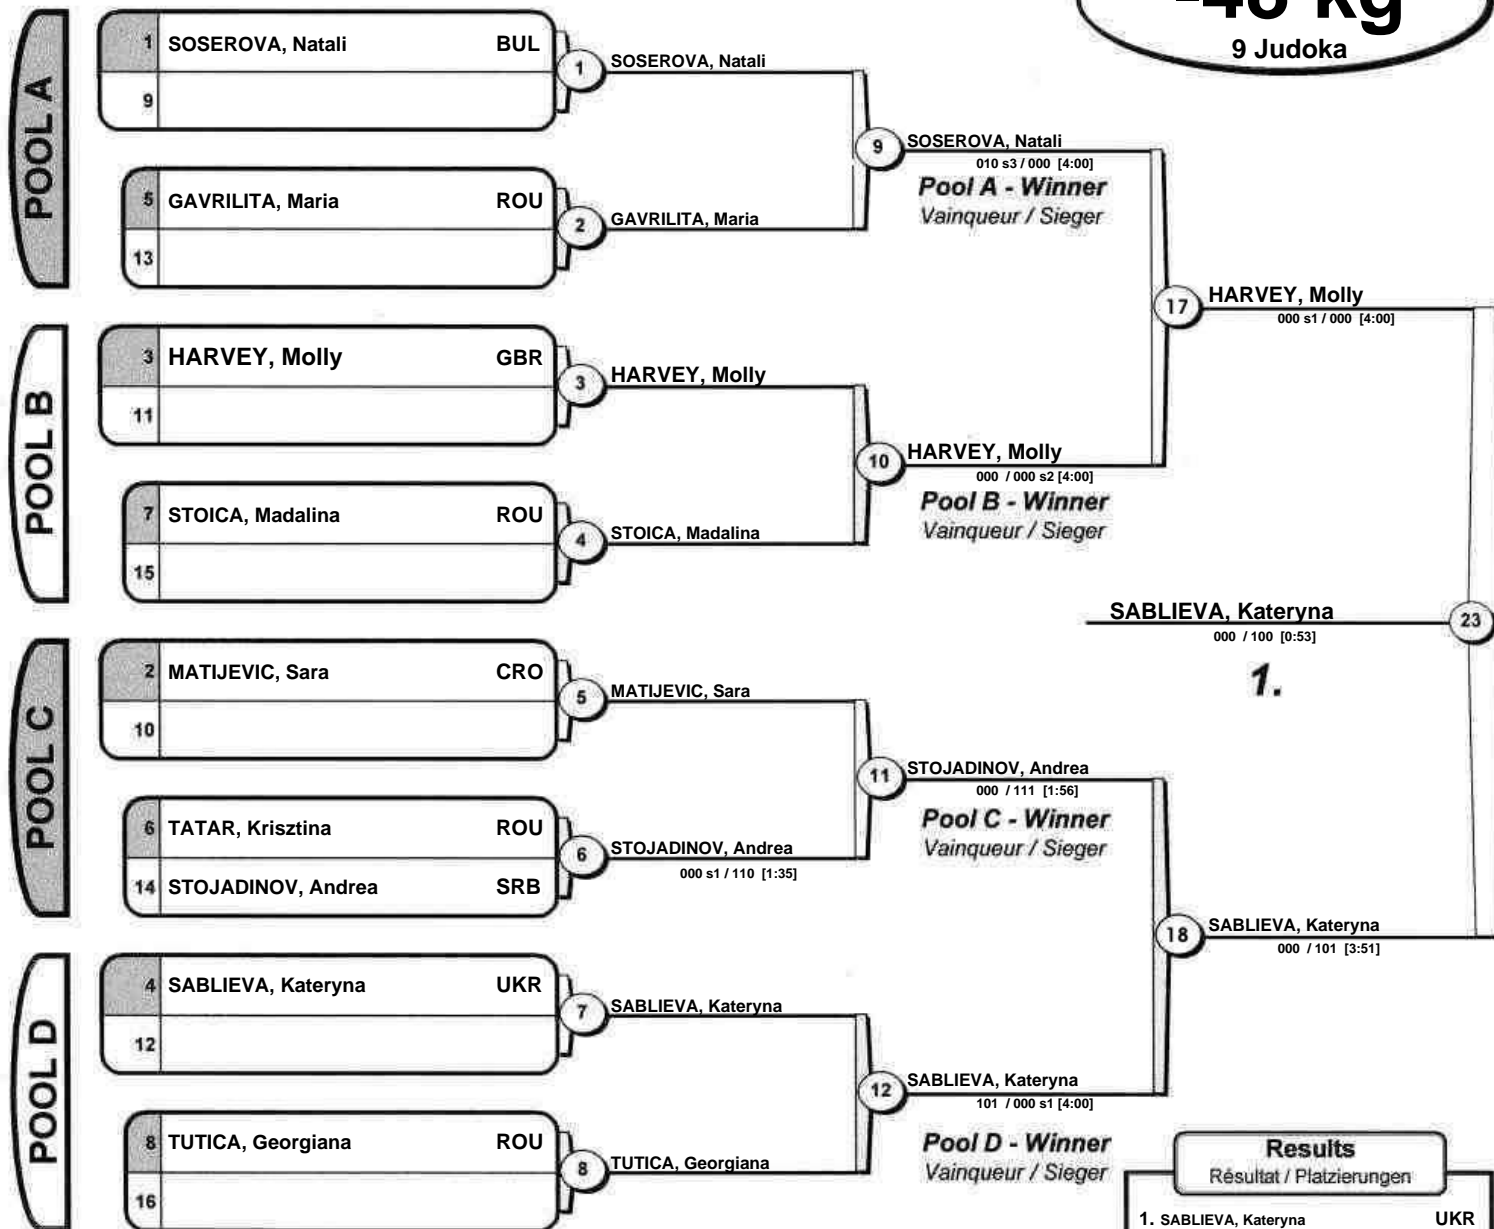 -48 kg
9 Judoka
POOL A
1 SOSEROVA, Natali BUL
9
5 GAVRILITA, Maria ROU
13
1 SOSEROVA, Natali
2 GAVRILITA, Maria
9 SOSEROVA, Natali
010 s3 / 000 [4:00]
Pool A - Winner
Vainqueur / Sieger
POOL B
3 HARVEY, Molly GBR
11
7 STOICA, Madalina ROU
15
3 HARVEY, Molly
4 STOICA, Madalina
10 HARVEY, Molly
000 / 000 s2 [4:00]
Pool B - Winner
Vainqueur / Sieger
17 HARVEY, Molly
000 s1 / 000 [4:00]
SABLIEVA, Kateryna 23
000 / 100 [0:53]
1.
POOL C
2 MATIJEVIC, Sara CRO
10
6 TATAR, Krisztina ROU
14 STOJADINOV, Andrea SRB
5 MATIJEVIC, Sara
6 STOJADINOV, Andrea
000 s1 / 110 [1:35]
11 STOJADINOV, Andrea
000 / 111 [1:56]
Pool C - Winner
Vainqueur / Sieger
18 SABLIEVA, Kateryna
000 / 101 [3:51]
POOL D
4 SABLIEVA, Kateryna UKR
12
8 TUTICA, Georgiana ROU
16
7 SABLIEVA, Kateryna
8 TUTICA, Georgiana
12 SABLIEVA, Kateryna
101 / 000 s1 [4:00]
Pool D - Winner
Vainqueur / Sieger
Results
Résultat / Platzierungen
1. SABLIEVA, Kateryna UKR